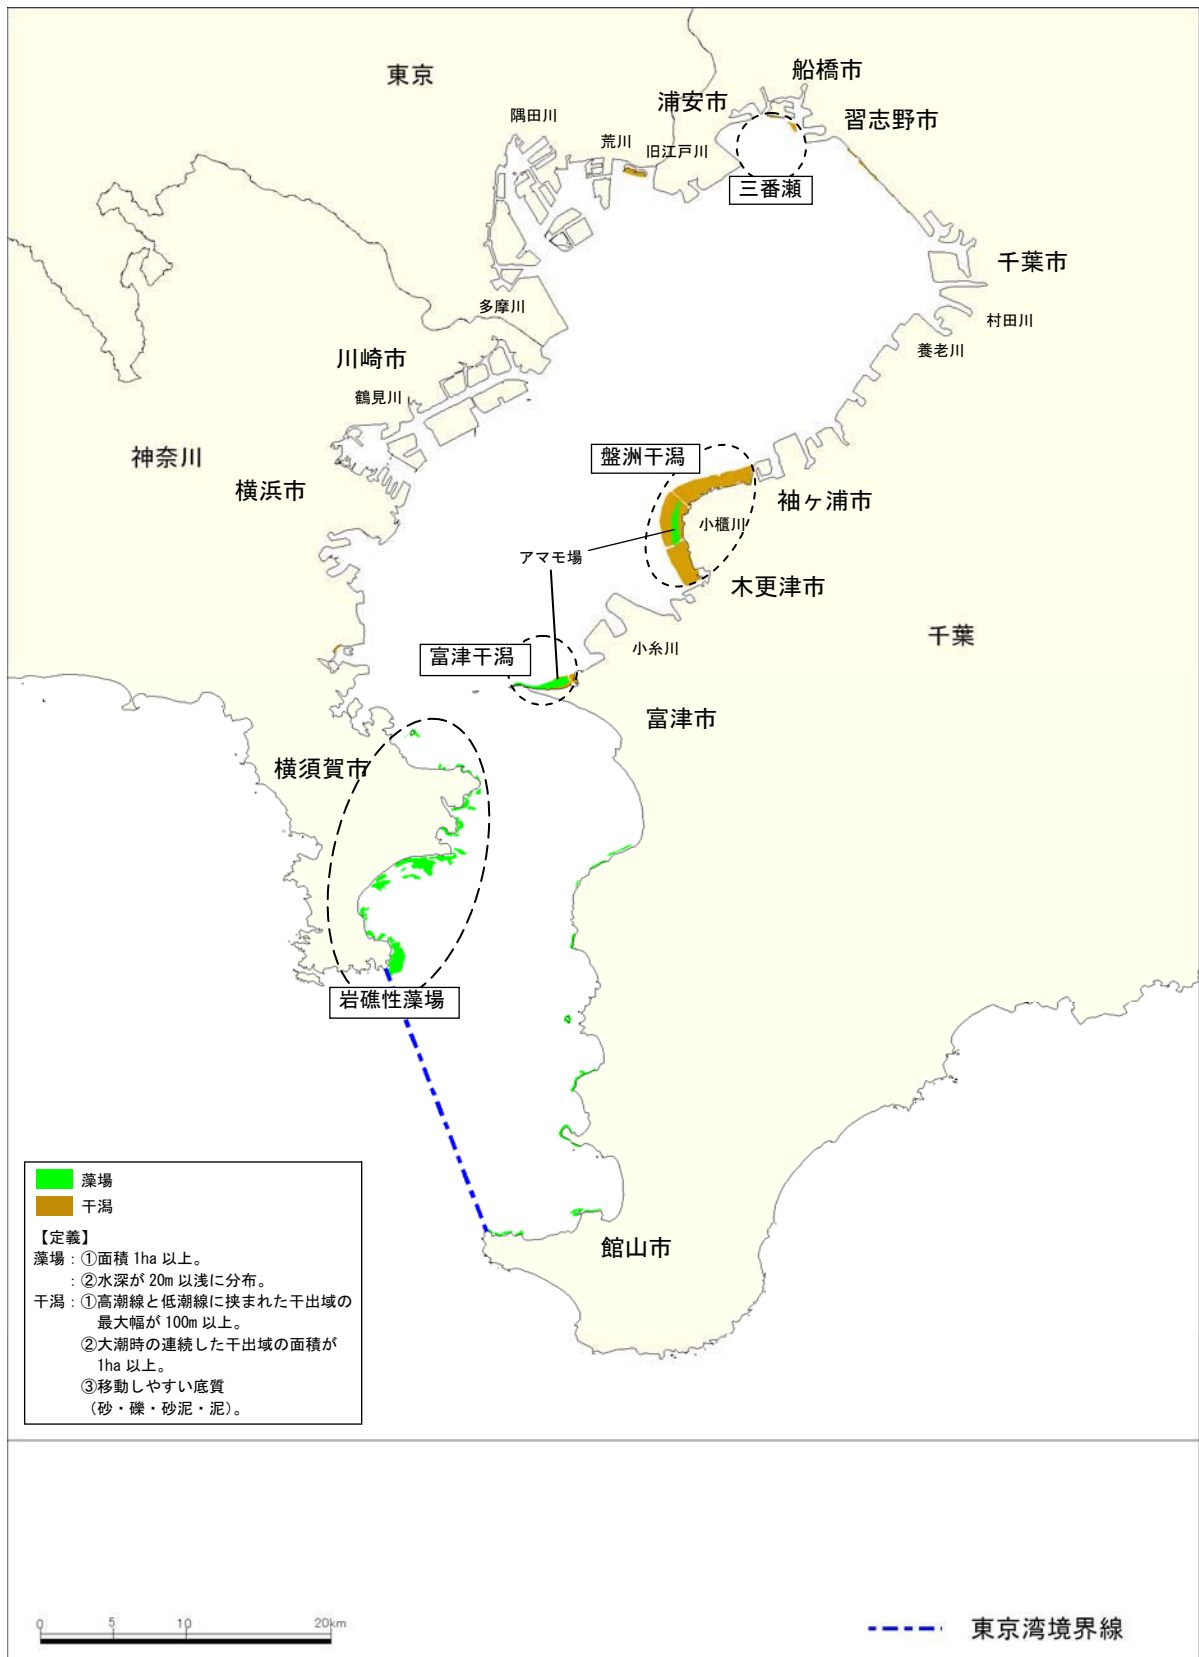 東京
船橋市
浦安市
習志野市
隅田川
荒川
旧江戸川
三番瀬
千葉市
多摩川
村田川
養老川
川崎市
鶴見川
神奈川
横浜市
盤洲干潟
袖ヶ浦市
小櫃川
アマモ場
木更津市
千葉
小糸川
富津干潟
富津市
横須賀市
岩礁性藻場
館山市
藻場
干潟
【定義】
藻場：①面積 1ha 以上。
：②水深が 20m 以浅に分布。
干潟：①高潮線と低潮線に挟まれた干出域の
最大幅が 100m 以上。
②大潮時の連続した干出域の面積が
1ha 以上。
③移動しやすい底質
（砂・礫・砂泥・泥）。
0 5 10 20km
東京湾境界線